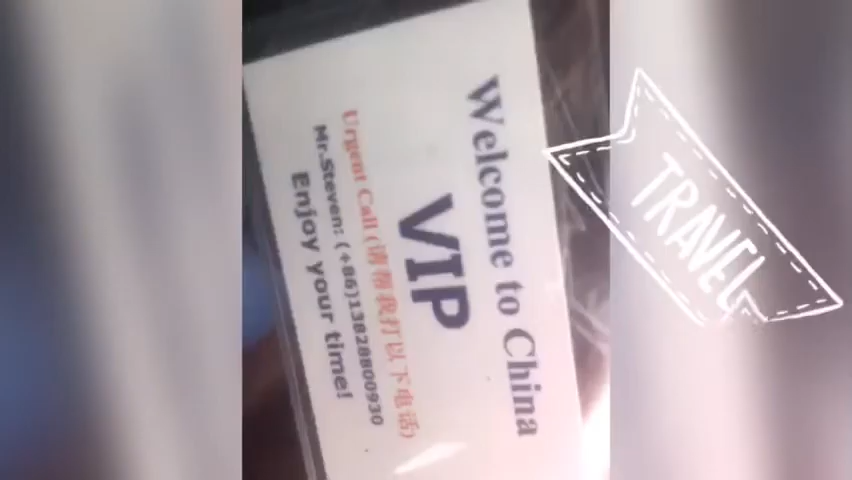 Welcome to China
VIP
Urgent Call (请帮我打以下电话)
Mr.Steven: (+86)13828800930
Enjoy your time!
TRAVEL